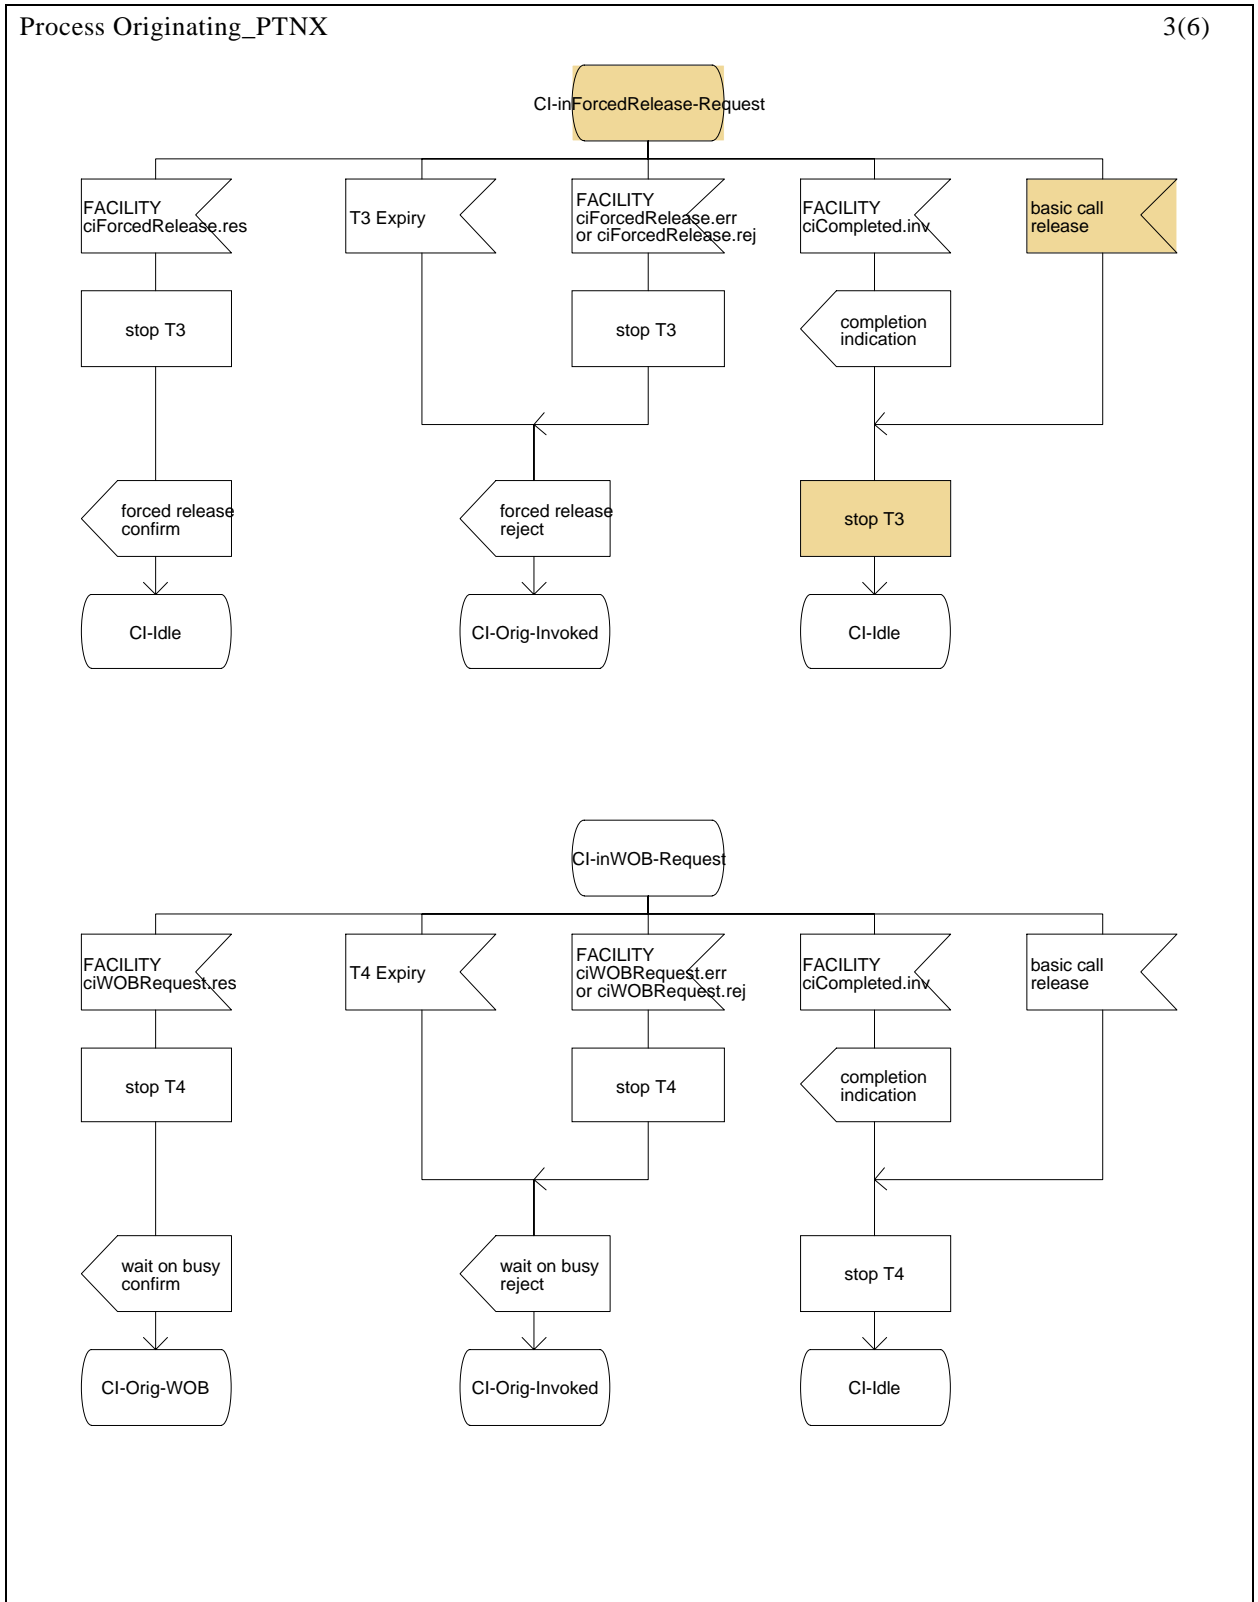 Process Originating_PTNX 3(6)
CI-inForcedRelease-Request
FACILITY
ciForcedRelease.res
T3 Expiry
FACILITY
ciForcedRelease.err
or ciForcedRelease.rej
FACILITY
ciCompleted.inv
basic call
release
stop T3
stop T3
completion
indication
forced release
confirm
forced release
reject
stop T3
CI-Idle
CI-Orig-Invoked
CI-Idle
CI-inWOB-Request
FACILITY
ciWOBRequest.res
T4 Expiry
FACILITY
ciWOBRequest.err
or ciWOBRequest.rej
FACILITY
ciCompleted.inv
basic call
release
stop T4
stop T4
completion
indication
wait on busy
confirm
wait on busy
reject
stop T4
CI-Orig-WOB
CI-Orig-Invoked
CI-Idle